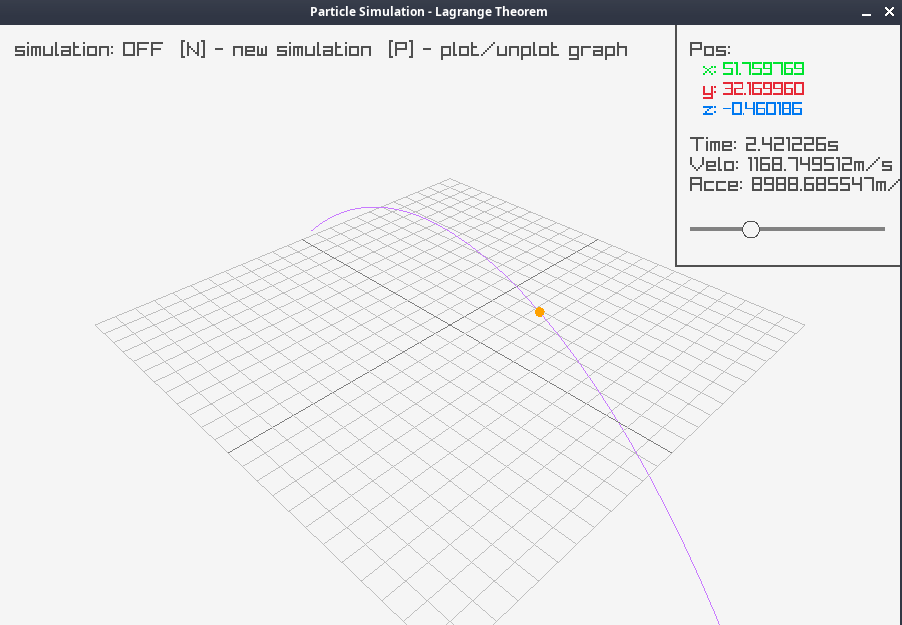 Particle Simulation - Lagrange Theorem
simulation: OFF [N] - new simulation [P] - plot/unplot graph
Pos:
x: 51.759769
y: 32.169960
z: -0.460186
Time: 2.421226s
Velo: 1168.749512m/s
Acce: 8988.685547m/